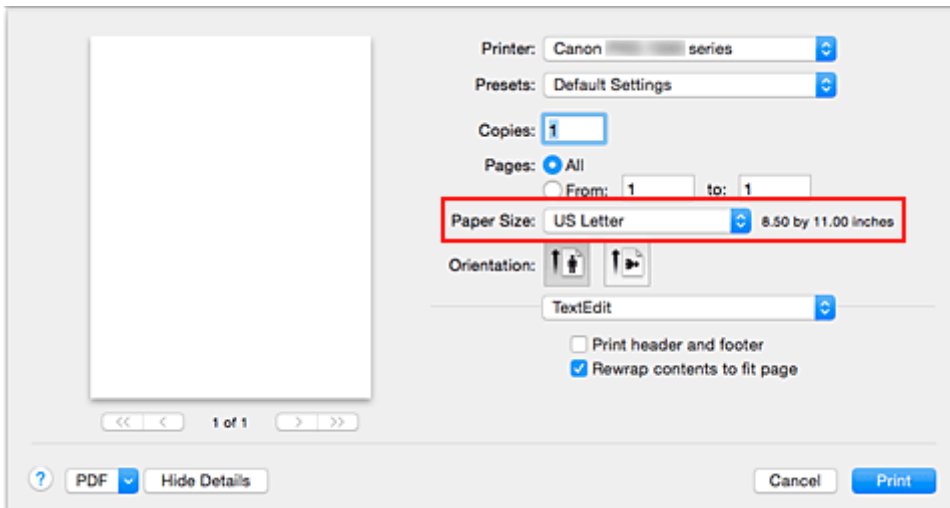 Printer: Canon series
Presets: Default Settings
Copies: 1
Pages: All
From: 1 to: 1
Paper Size: US Letter 8.50 by 11.00 inches
Orientation:
TextEdit
Print header and footer
Rewrap contents to fit page
<< < 1 of 1 > >>
? PDF Hide Details Cancel Print